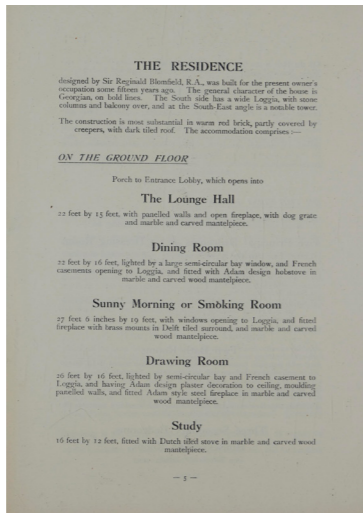 THE RESIDENCE
designed by Sir Reginald Blomfield, R.A., was built for the present owner's
occupation some fifteen years ago. The general character of the house is
Georgian, on bold lines. The South side has a wide Loggia, with stone
columns and balcony over, and at the South-East angle is a notable tower.
The construction is most substantial in warm red brick, partly covered by
creepers, with dark tiled roof. The accommodation comprises :—
ON THE GROUND FLOOR
Porch to Entrance Lobby, which opens into
The Lounge Hall
22 feet by 15 feet, with panelled walls and open fireplace, with dog grate
and marble and carved mantelpiece.
Dining Room
22 feet by 16 feet, lighted by a large semi-circular bay window, and French
casements opening to Loggia, and fitted with Adam design hobstove in
marble and carved wood mantelpiece.
Sunny Morning or Smoking Room
27 feet 6 inches by 19 feet, with windows opening to Loggia, and fitted
fireplace with brass mounts in Delft tiled surround, and marble and carved
wood mantelpiece.
Drawing Room
26 feet by 16 feet, lighted by semi-circular bay and French casement to
Loggia, and having Adam design plaster decoration to ceiling, moulding
panelled walls, and fitted Adam style steel fireplace in marble and carved
wood mantelpiece.
Study
16 feet by 12 feet, fitted with Dutch tiled stove in marble and carved wood
mantelpiece.
— 5 —